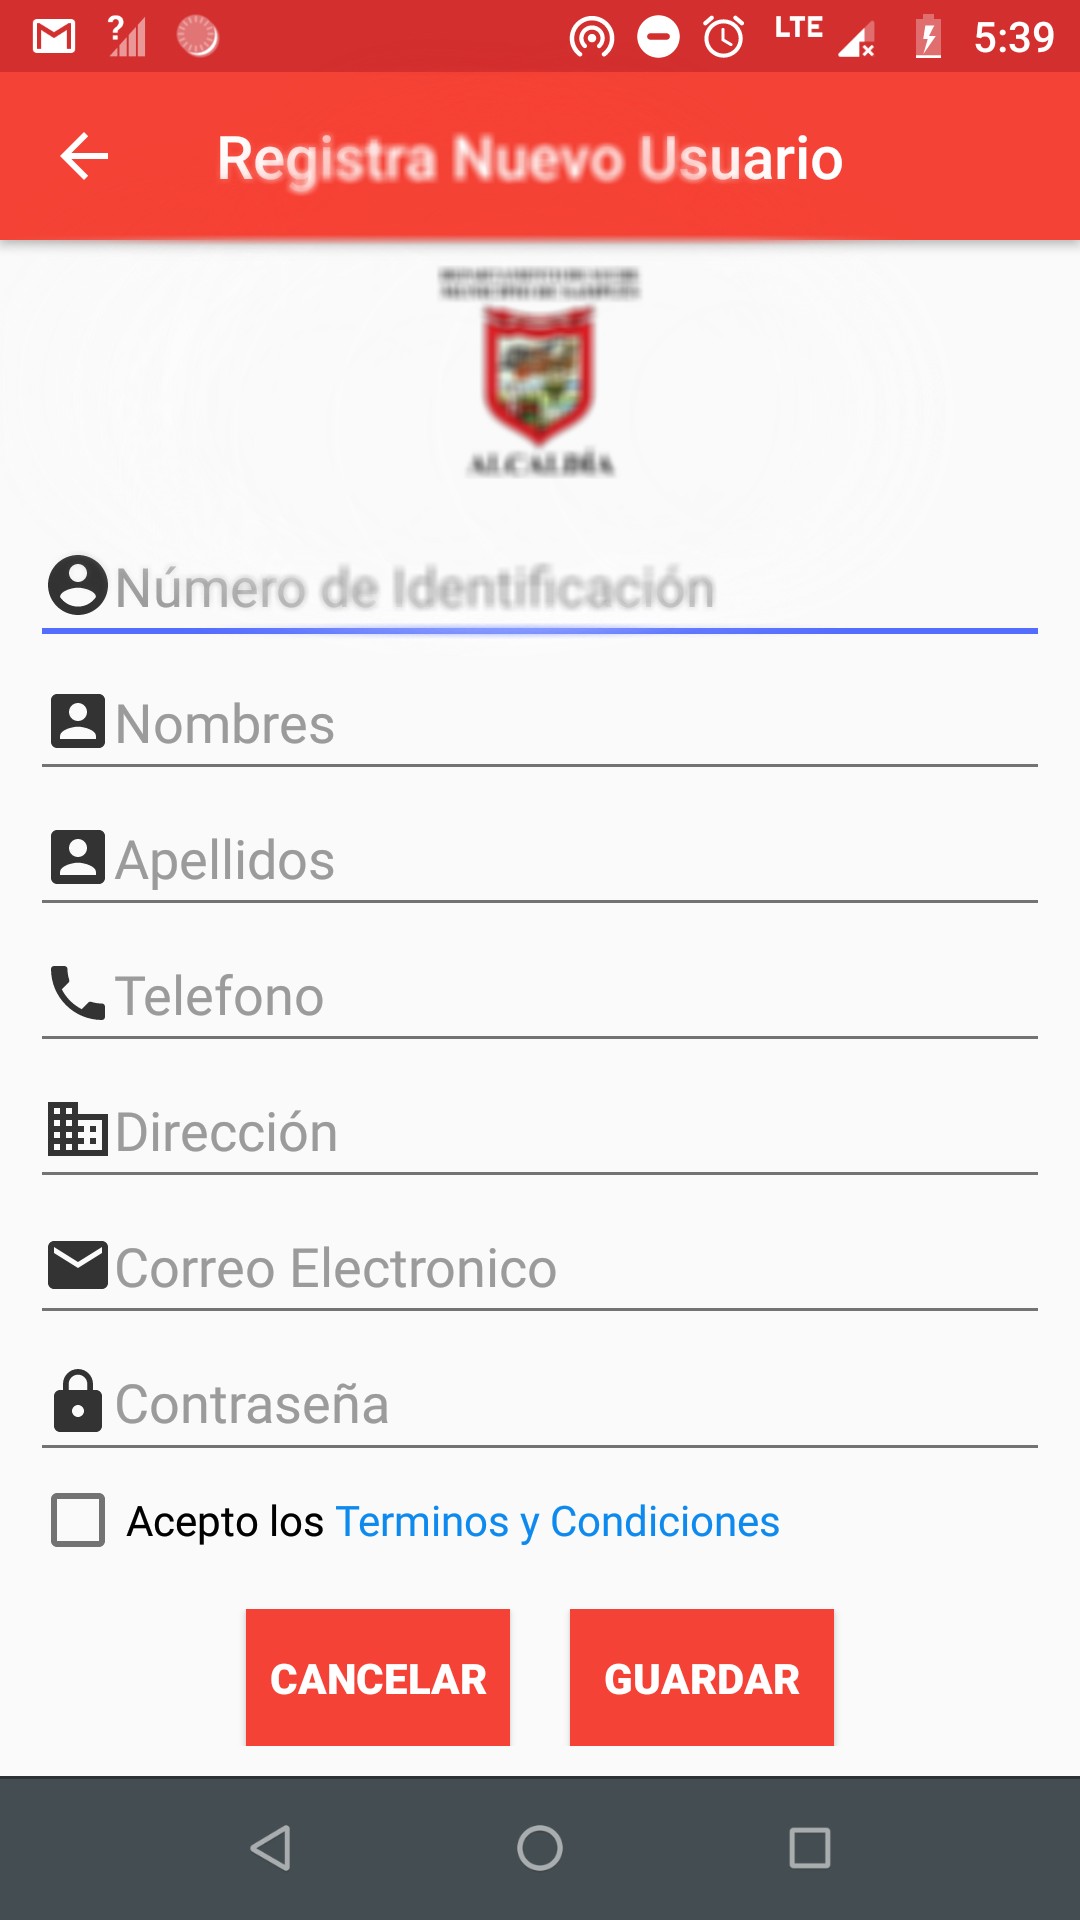 LTE 5:39
Registra Nuevo Usuario
ALCALDÍA
Número de Identificación
Nombres
Apellidos
Telefono
Dirección
Correo Electronico
Contraseña
Acepto los Terminos y Condiciones
CANCELAR GUARDAR